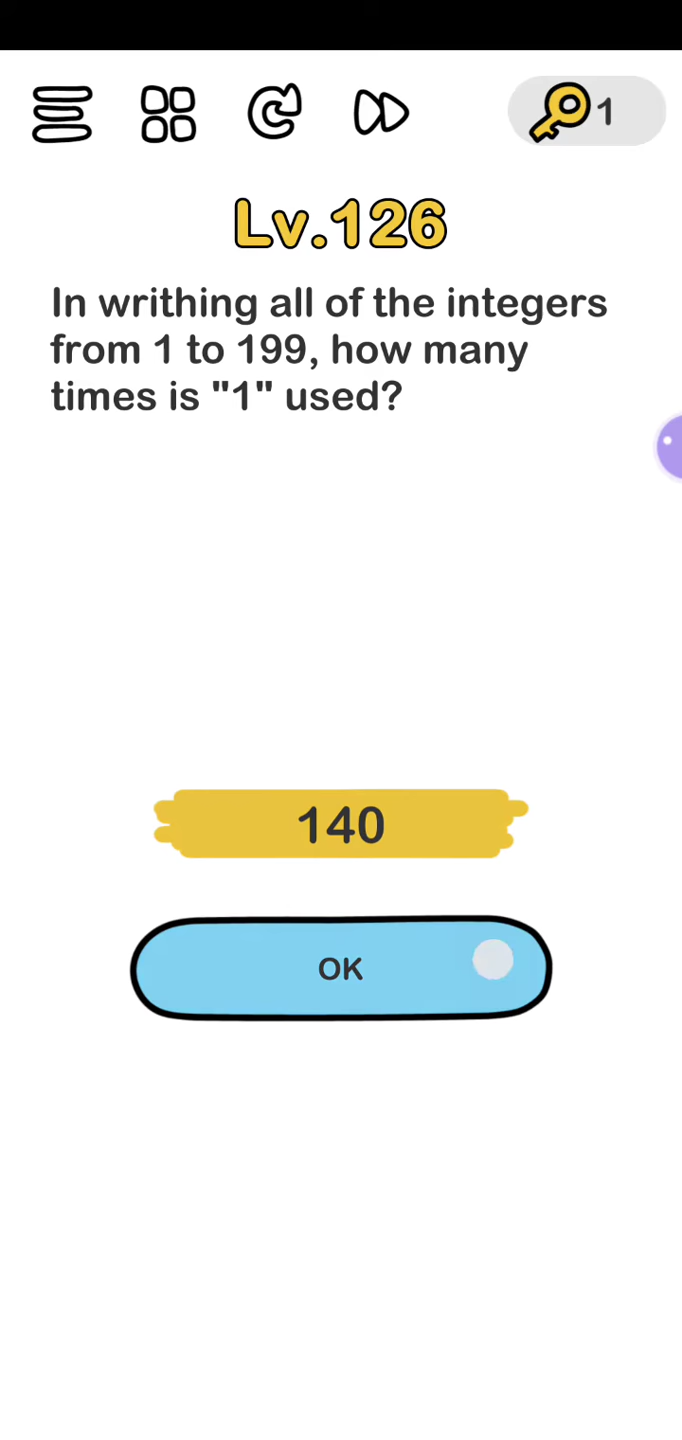 1
Lv.126
In writhing all of the integers
from 1 to 199, how many
times is "1" used?
140
OK